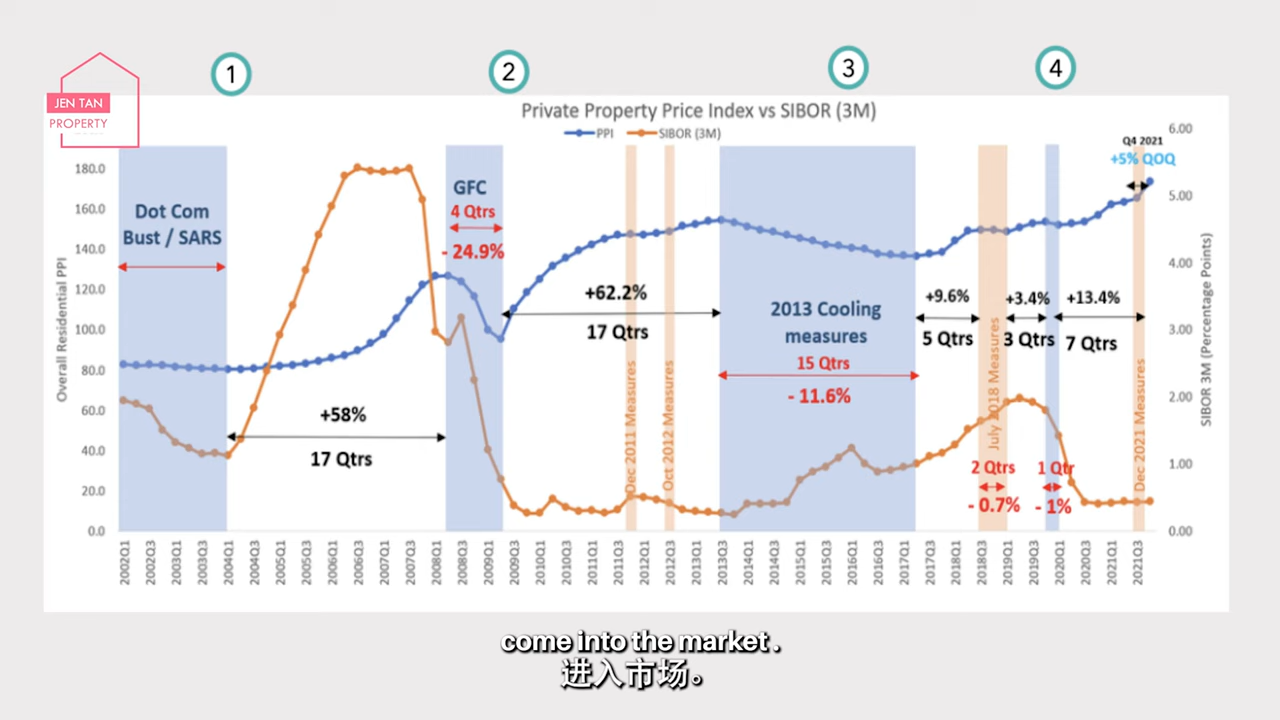 1
2
3
4
JEN TAN
PROPERTY
Private Property Price Index vs SIBOR (3M)
PPI
SIBOR (3M)
6.00
5.00
4.00
3.00
2.00
1.00
0.00
SIBOR 3M (Percentage Points)
180.0
160.0
140.0
120.0
100.0
80.0
60.0
40.0
20.0
0.0
Overall Residential PPI
Dot Com
Bust / SARS
+58%
17 Qtrs
GFC
4 Qtrs
- 24.9%
+62.2%
17 Qtrs
Dec 2011 Measures
Oct 2012 Measures
2013 Cooling
measures
15 Qtrs
- 11.6%
+9.6%
5 Qtrs
July 2018 Measures
2 Qtrs
- 0.7%
+3.4%
3 Qtrs
1 Qtr
- 1%
+13.4%
7 Qtrs
Q4 2021
+5% QOQ
Dec 2021 Measures
2002Q1
2002Q3
2003Q1
2003Q3
2004Q1
2004Q3
2005Q1
2005Q3
2006Q1
2006Q3
2007Q1
2007Q3
2008Q1
2008Q3
2009Q1
2009Q3
2010Q1
2010Q3
2011Q1
2011Q3
2012Q1
2012Q3
2013Q1
2013Q3
2014Q1
2014Q3
2015Q1
2015Q3
2016Q1
2016Q3
2017Q1
2017Q3
2018Q1
2018Q3
2019Q1
2019Q3
2020Q1
2020Q3
2021Q1
2021Q3
come into the market .
进入市场。